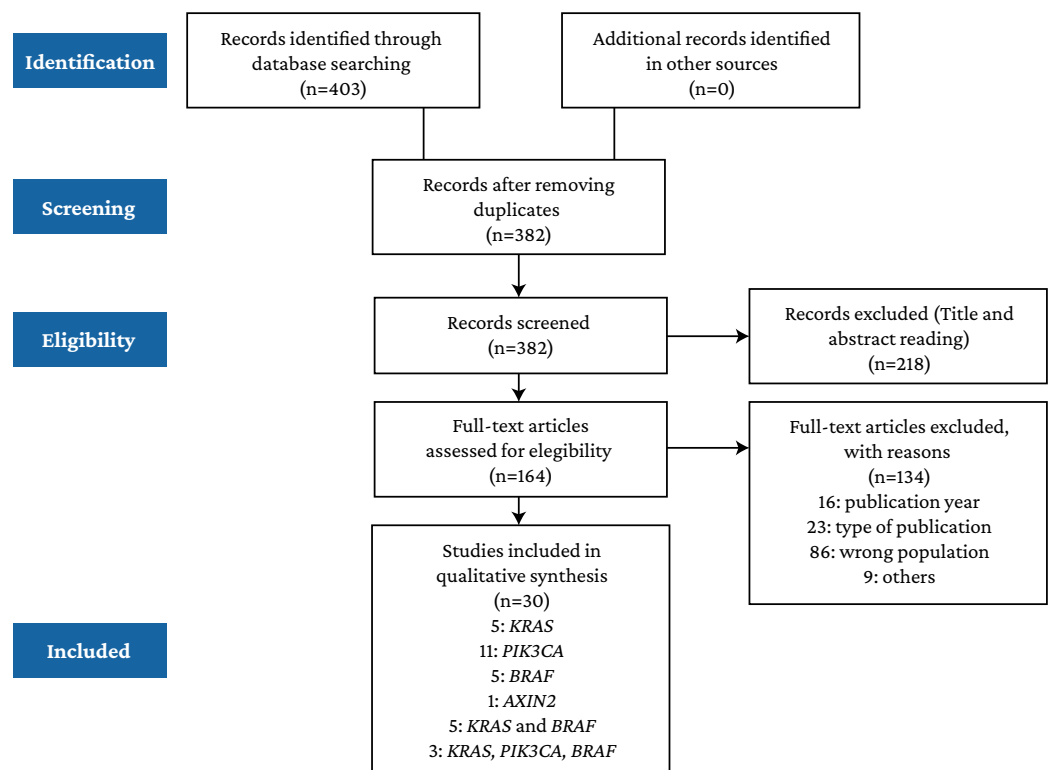 Identification
Records identified through
database searching
(n=403)
Additional records identified
in other sources
(n=0)
Screening
Records after removing
duplicates
(n=382)
Eligibility
Records screened
(n=382)
Records excluded (Title and
abstract reading)
(n=218)
Full-text articles
assessed for elegibility
(n=164)
Full-text articles excluded,
with reasons
(n=134)
16: publication year
23: type of publication
86: wrong population
9: others
Included
Studies included in
qualitative synthesis
(n=30)
5: KRAS
11: PIK3CA
5: BRAF
1: AXIN2
5: KRAS and BRAF
3: KRAS, PIK3CA, BRAF